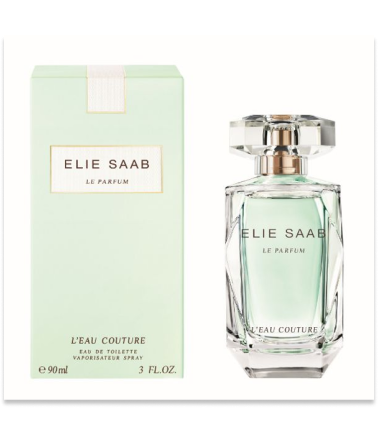 ELIE SAAB
LE PARFUM
L'EAU COUTURE
EAU DE TOILETTE
VAPORISATEUR SPRAY
℮ 90ml 3 FL.OZ.
ELIE SAAB
LE PARFUM
L'EAU COUTURE